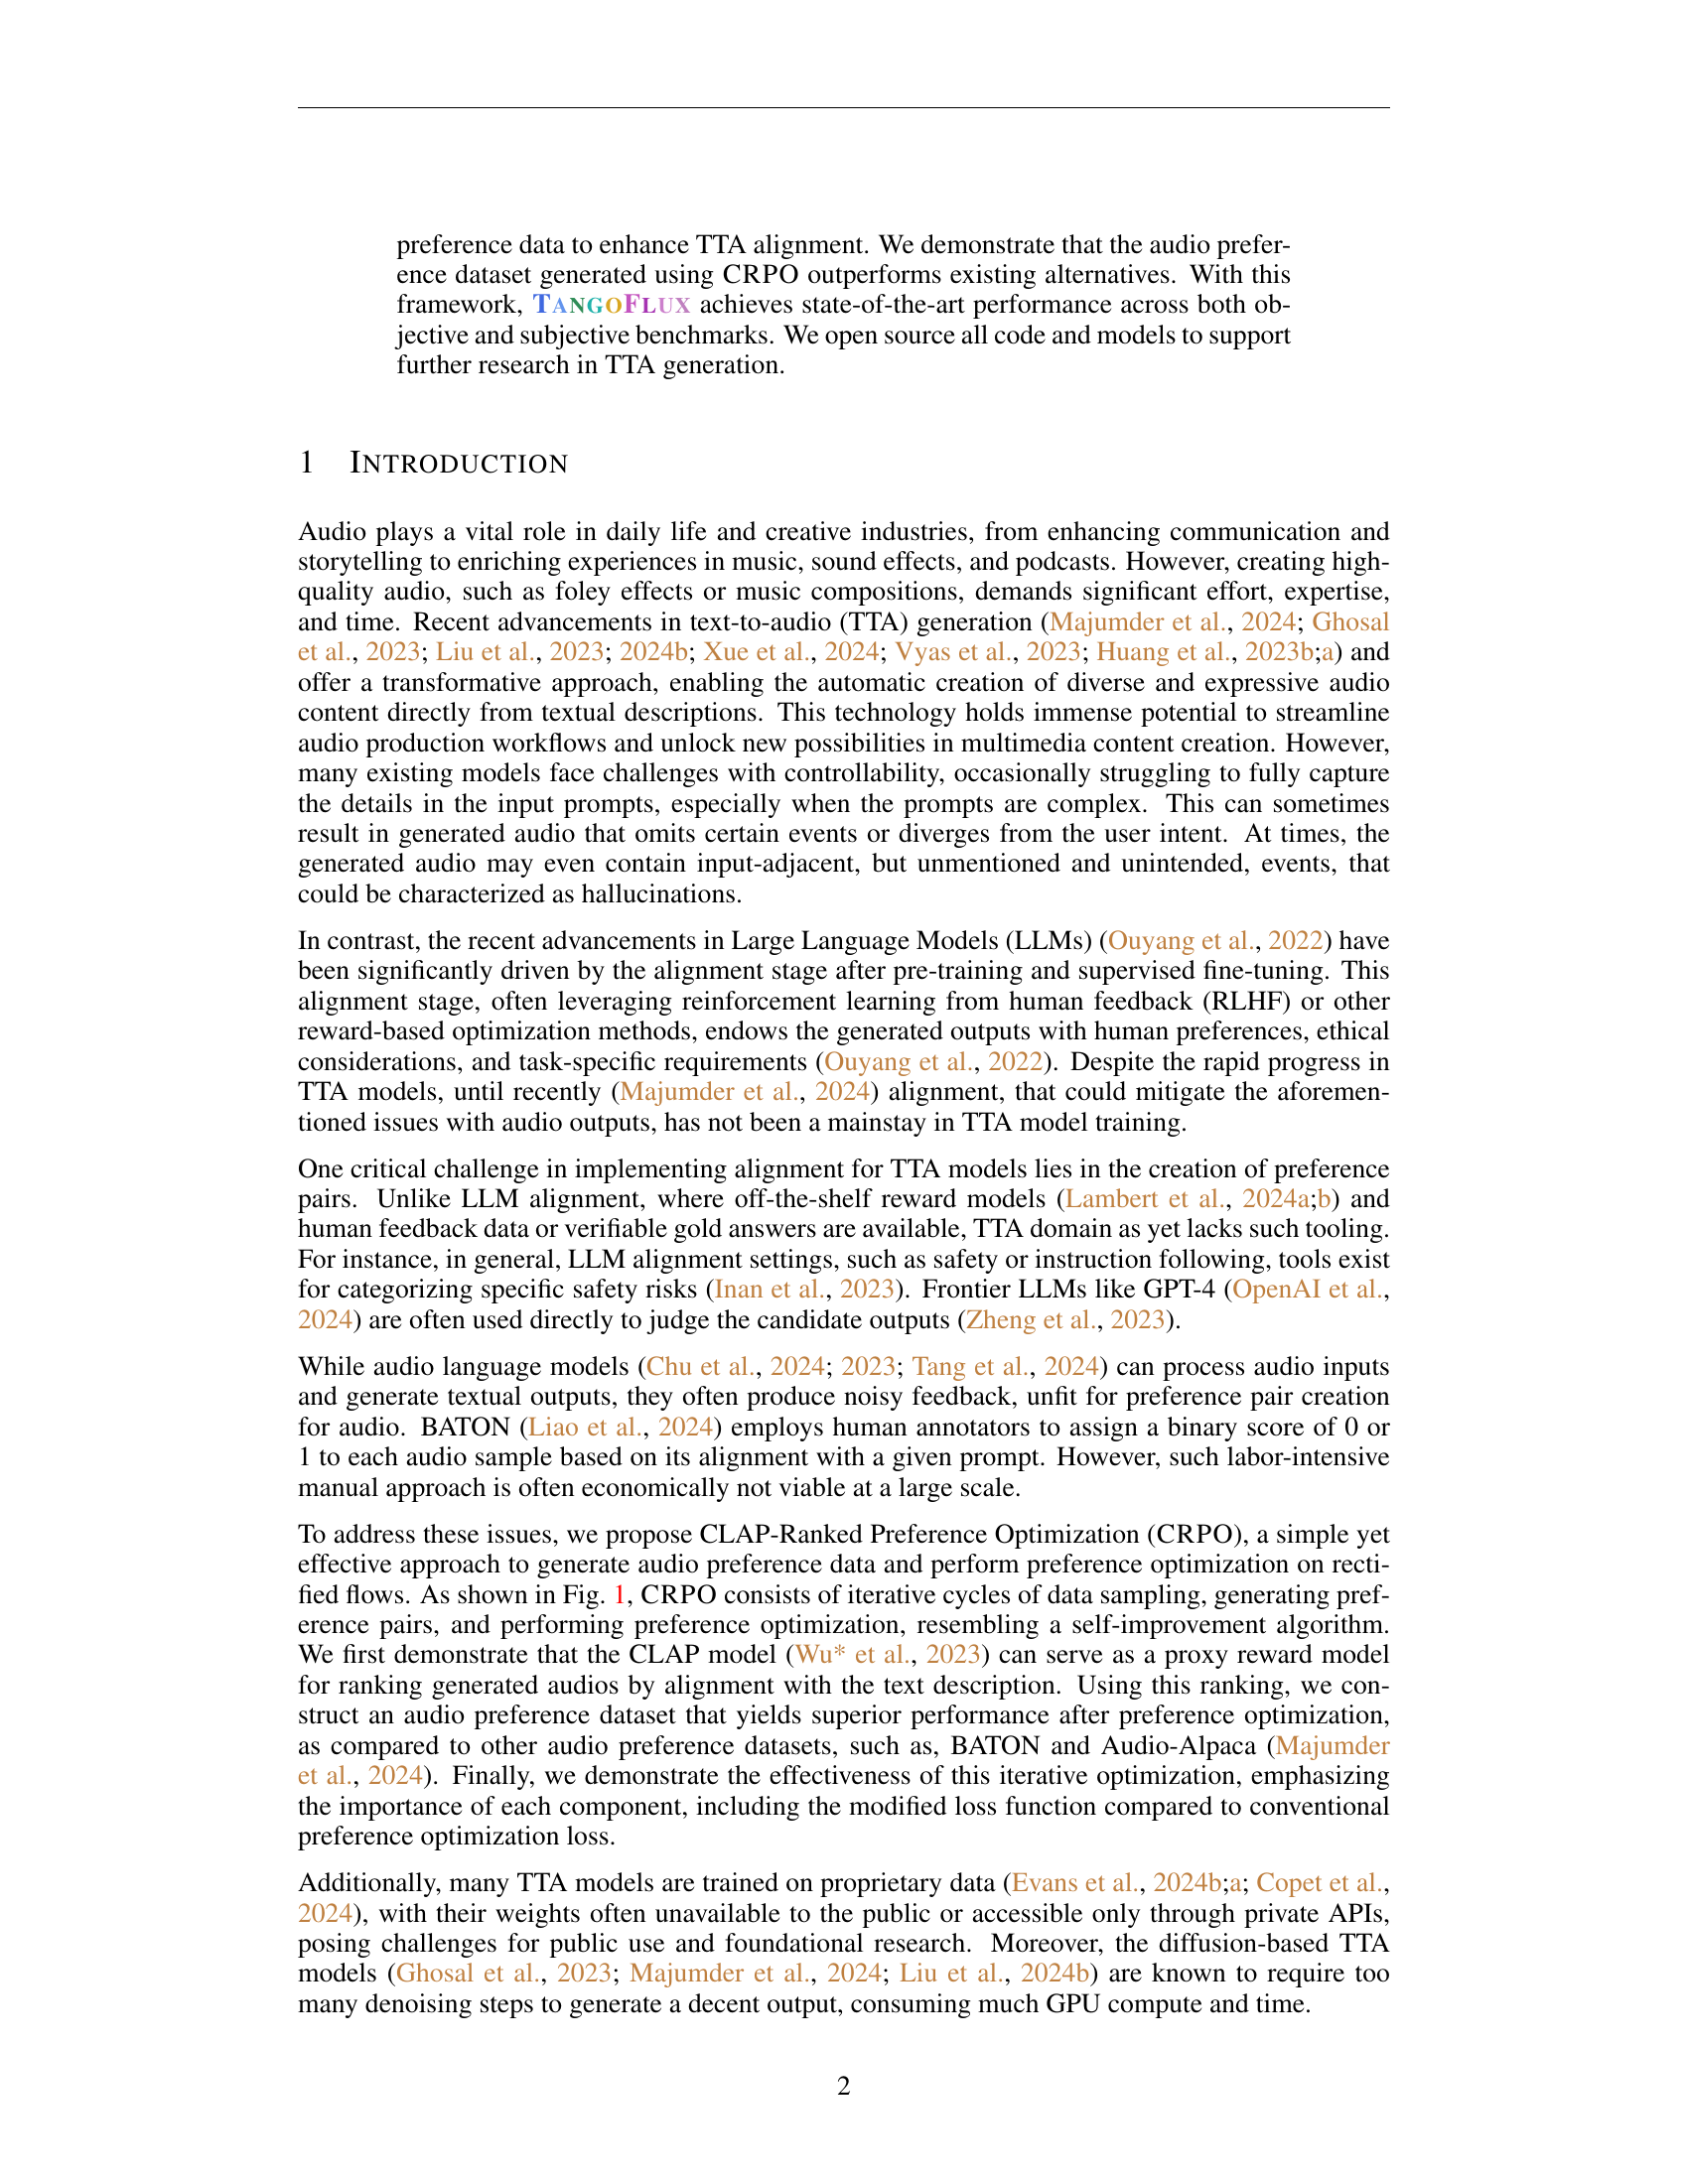 preference data to enhance TTA alignment. We demonstrate that the audio prefer-
ence dataset generated using CRPO outperforms existing alternatives. With this
framework, TANGOFLUX achieves state-of-the-art performance across both ob-
jective and subjective benchmarks. We open source all code and models to support
further research in TTA generation.
1 INTRODUCTION
Audio plays a vital role in daily life and creative industries, from enhancing communication and
storytelling to enriching experiences in music, sound effects, and podcasts. However, creating high-
quality audio, such as foley effects or music compositions, demands significant effort, expertise,
and time. Recent advancements in text-to-audio (TTA) generation (Majumder et al., 2024; Ghosal
et al., 2023; Liu et al., 2023; 2024b; Xue et al., 2024; Vyas et al., 2023; Huang et al., 2023b;a) and
offer a transformative approach, enabling the automatic creation of diverse and expressive audio
content directly from textual descriptions. This technology holds immense potential to streamline
audio production workflows and unlock new possibilities in multimedia content creation. However,
many existing models face challenges with controllability, occasionally struggling to fully capture
the details in the input prompts, especially when the prompts are complex. This can sometimes
result in generated audio that omits certain events or diverges from the user intent. At times, the
generated audio may even contain input-adjacent, but unmentioned and unintended, events, that
could be characterized as hallucinations.
In contrast, the recent advancements in Large Language Models (LLMs) (Ouyang et al., 2022) have
been significantly driven by the alignment stage after pre-training and supervised fine-tuning. This
alignment stage, often leveraging reinforcement learning from human feedback (RLHF) or other
reward-based optimization methods, endows the generated outputs with human preferences, ethical
considerations, and task-specific requirements (Ouyang et al., 2022). Despite the rapid progress in
TTA models, until recently (Majumder et al., 2024) alignment, that could mitigate the aforemen-
tioned issues with audio outputs, has not been a mainstay in TTA model training.
One critical challenge in implementing alignment for TTA models lies in the creation of preference
pairs. Unlike LLM alignment, where off-the-shelf reward models (Lambert et al., 2024a;b) and
human feedback data or verifiable gold answers are available, TTA domain as yet lacks such tooling.
For instance, in general, LLM alignment settings, such as safety or instruction following, tools exist
for categorizing specific safety risks (Inan et al., 2023). Frontier LLMs like GPT-4 (OpenAI et al.,
2024) are often used directly to judge the candidate outputs (Zheng et al., 2023).
While audio language models (Chu et al., 2024; 2023; Tang et al., 2024) can process audio inputs
and generate textual outputs, they often produce noisy feedback, unfit for preference pair creation
for audio. BATON (Liao et al., 2024) employs human annotators to assign a binary score of 0 or
1 to each audio sample based on its alignment with a given prompt. However, such labor-intensive
manual approach is often economically not viable at a large scale.
To address these issues, we propose CLAP-Ranked Preference Optimization (CRPO), a simple yet
effective approach to generate audio preference data and perform preference optimization on recti-
fied flows. As shown in Fig. 1, CRPO consists of iterative cycles of data sampling, generating pref-
erence pairs, and performing preference optimization, resembling a self-improvement algorithm.
We first demonstrate that the CLAP model (Wu* et al., 2023) can serve as a proxy reward model
for ranking generated audios by alignment with the text description. Using this ranking, we con-
struct an audio preference dataset that yields superior performance after preference optimization,
as compared to other audio preference datasets, such as, BATON and Audio-Alpaca (Majumder
et al., 2024). Finally, we demonstrate the effectiveness of this iterative optimization, emphasizing
the importance of each component, including the modified loss function compared to conventional
preference optimization loss.
Additionally, many TTA models are trained on proprietary data (Evans et al., 2024b;a; Copet et al.,
2024), with their weights often unavailable to the public or accessible only through private APIs,
posing challenges for public use and foundational research. Moreover, the diffusion-based TTA
models (Ghosal et al., 2023; Majumder et al., 2024; Liu et al., 2024b) are known to require too
many denoising steps to generate a decent output, consuming much GPU compute and time.
2